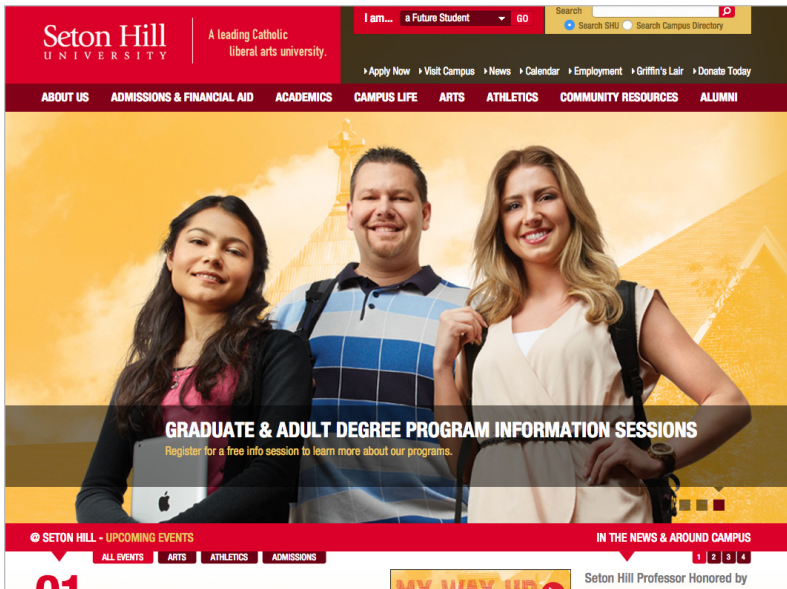 Seton Hill
UNIVERSITY
A leading Catholic
liberal arts university.
I am... a Future Student GO
Search
Search SHU Search Campus Directory
Apply Now Visit Campus News Calendar Employment Griffin's Lair Donate Today
ABOUT US ADMISSIONS & FINANCIAL AID ACADEMICS CAMPUS LIFE ARTS ATHLETICS COMMUNITY RESOURCES ALUMNI
GRADUATE & ADULT DEGREE PROGRAM INFORMATION SESSIONS
Register for a free info session to learn more about our programs.
@ SETON HILL - UPCOMING EVENTS
IN THE NEWS & AROUND CAMPUS
ALL EVENTS ARTS ATHLETICS ADMISSIONS
1 2 3 4
01
MY WAY UP
Seton Hill Professor Honored by